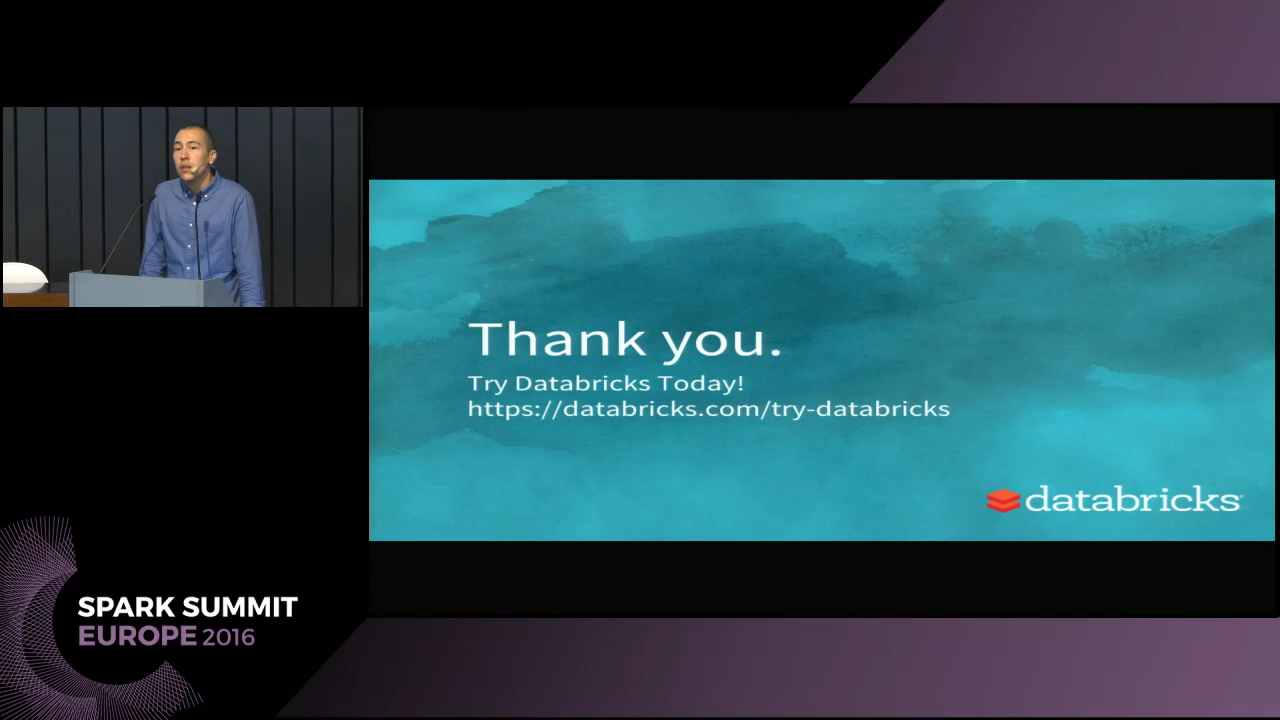 Thank you.
Try Databricks Today!
https://databricks.com/try-databricks
databricks
SPARK SUMMIT
EUROPE 2016